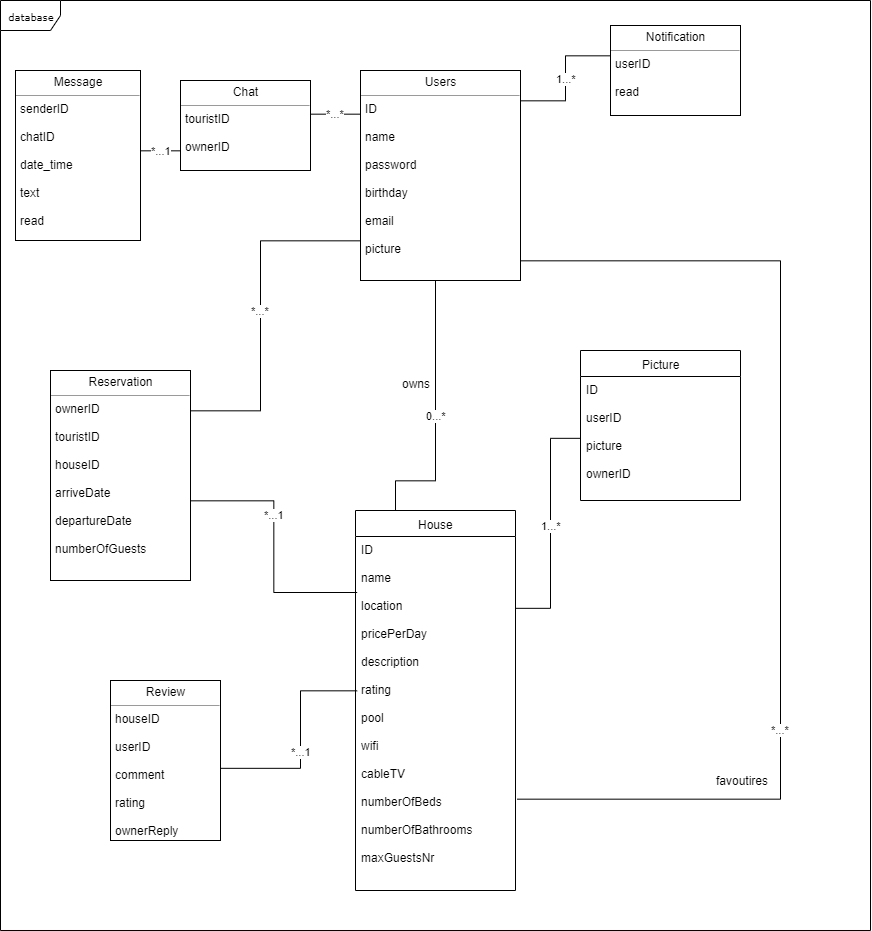 database
Notification
userID
read
1...*
Message
senderID
chatID
date_time
text
read
*...1
Chat
touristID
ownerID
*...*
Users
ID
name
password
birthday
email
picture
*...*
Reservation
ownerID
touristID
houseID
arriveDate
departureDate
numberOfGuests
owns
0...*
Picture
ID
userID
picture
ownerID
*...1
1...*
House
ID
name
location
pricePerDay
description
rating
pool
wifi
cableTV
numberOfBeds
numberOfBathrooms
maxGuestsNr
Review
houseID
userID
comment
rating
ownerReply
*...1
*...*
favoutires